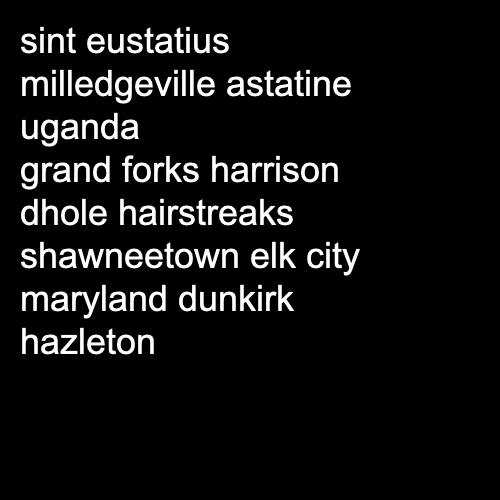 sint eustatius
milledgeville astatine
uganda
grand forks harrison
dhole hairstreaks
shawneetown elk city
maryland dunkirk
hazleton